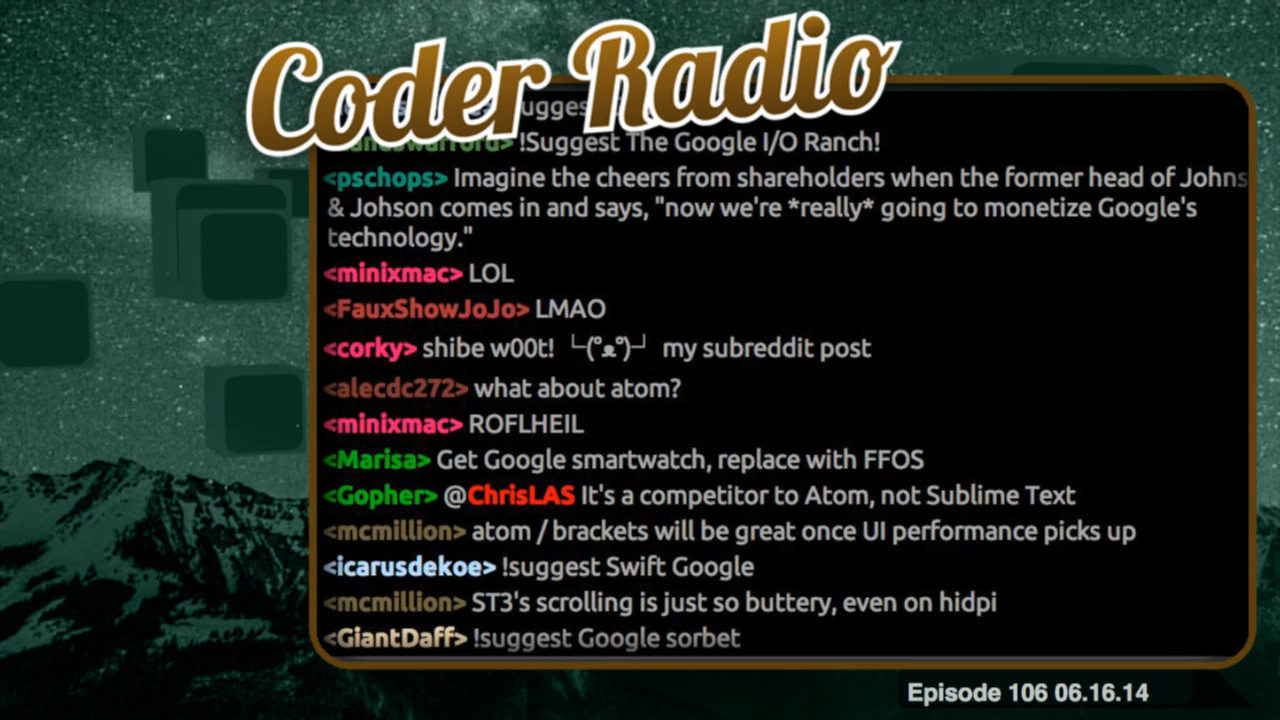 Coder Radio
!Suggest The Google I/O Ranch!
<pschops> Imagine the cheers from shareholders when the former head of Johns
& Johson comes in and says, "now we're *really* going to monetize Google's
technology."
<minixmac> LOL
<FauxShowJoJo> LMAO
<corky> shibe w00t! └(°ᴥ°)┘ my subreddit post
<alecdc272> what about atom?
<minixmac> ROFLHEIL
<Marisa> Get Google smartwatch, replace with FFOS
<Gopher> @ChrisLAS It's a competitor to Atom, not Sublime Text
<mcmillion> atom / brackets will be great once UI performance picks up
<icarusdekoe> !suggest Swift Google
<mcmillion> ST3's scrolling is just so buttery, even on hidpi
<GiantDaff> !suggest Google sorbet
Episode 106 06.16.14